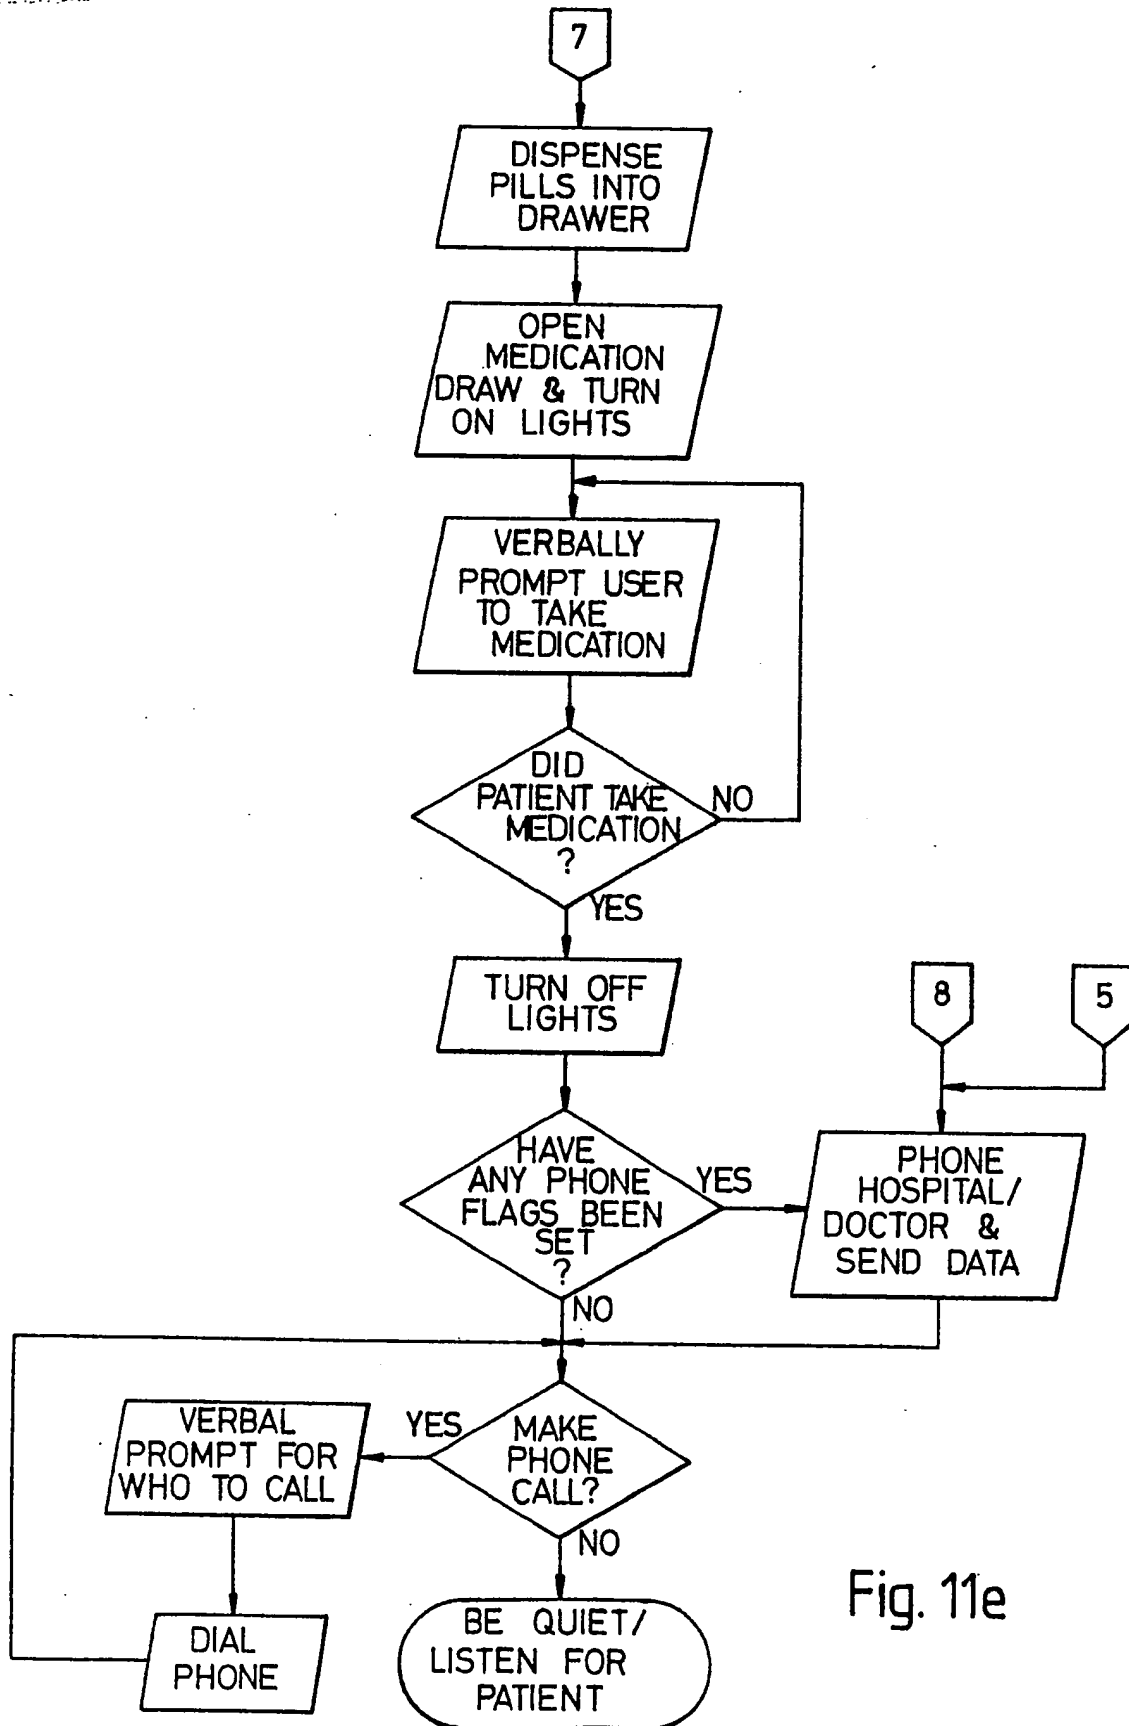 7
DISPENSE
PILLS INTO
DRAWER
OPEN
MEDICATION
DRAW & TURN
ON LIGHTS
VERBALLY
PROMPT USER
TO TAKE
MEDICATION
DID
PATIENT TAKE
MEDICATION
?
NO
YES
TURN OFF
LIGHTS
8
5
HAVE
ANY PHONE
FLAGS BEEN
SET
?
YES
NO
PHONE
HOSPITAL/
DOCTOR &
SEND DATA
MAKE
PHONE
CALL?
YES
NO
VERBAL
PROMPT FOR
WHO TO CALL
DIAL
PHONE
BE QUIET/
LISTEN FOR
PATIENT
Fig. 11e